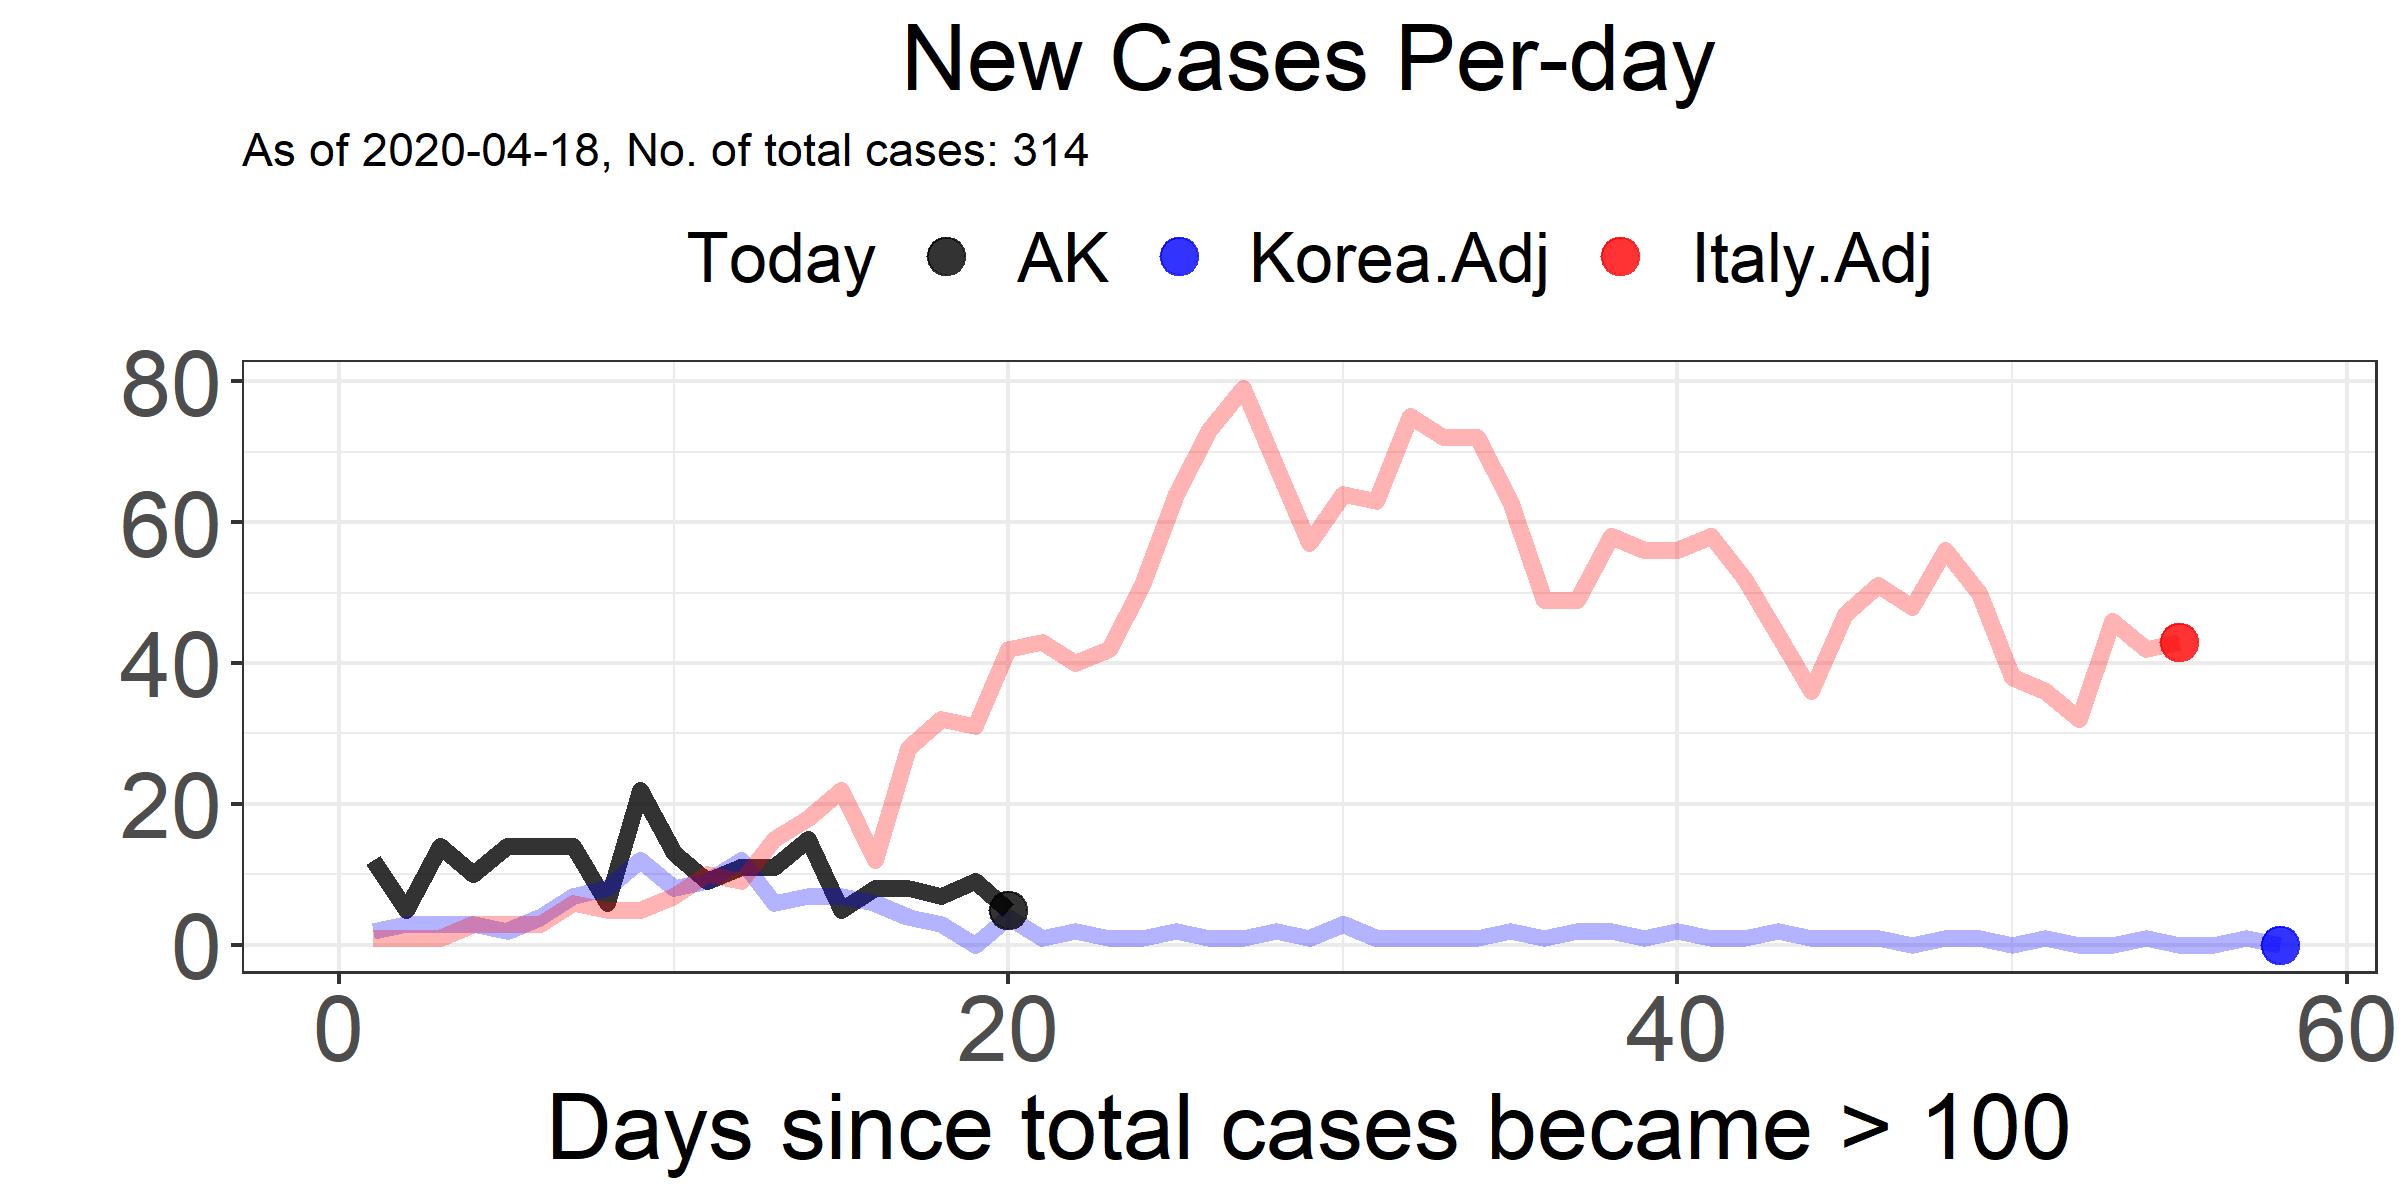 New Cases Per-day
As of 2020-04-18, No. of total cases: 314
Today AK Korea.Adj Italy.Adj
80
60
40
20
0
0 20 40 60
Days since total cases became > 100